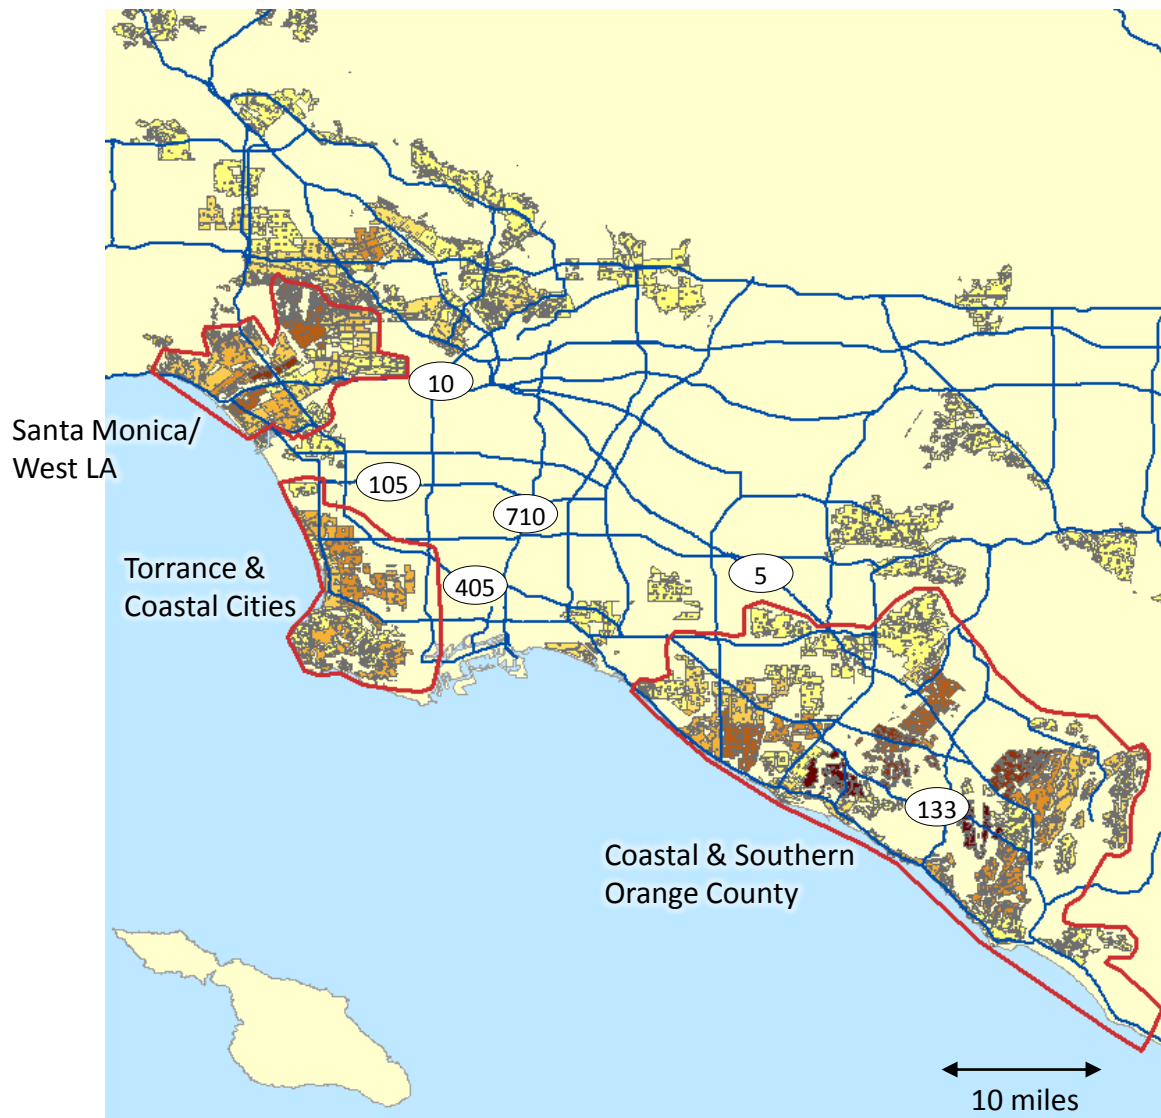 10
Santa Monica/
West LA
105
710
Torrance &
Coastal Cities
405
5
133
Coastal & Southern
Orange County
10 miles